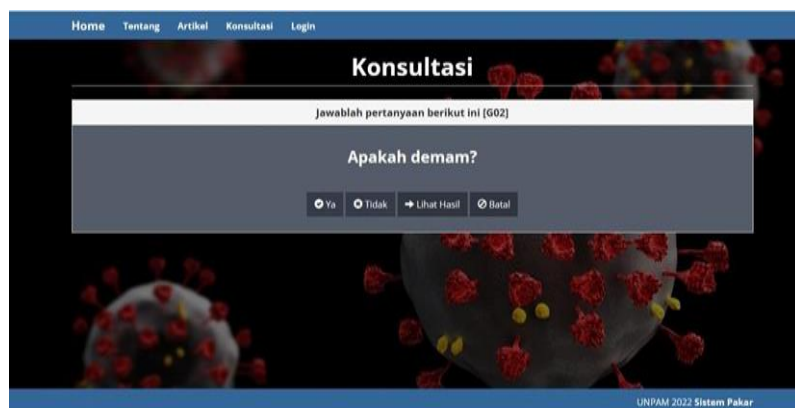 Home Tentang Artikel Konsultasi Login
Konsultasi
Jawablah pertanyaan berikut ini [G02]
Apakah demam?
Ya Tidak Lihat Hasil Batal
UNPAM 2022 Sistem Pakar